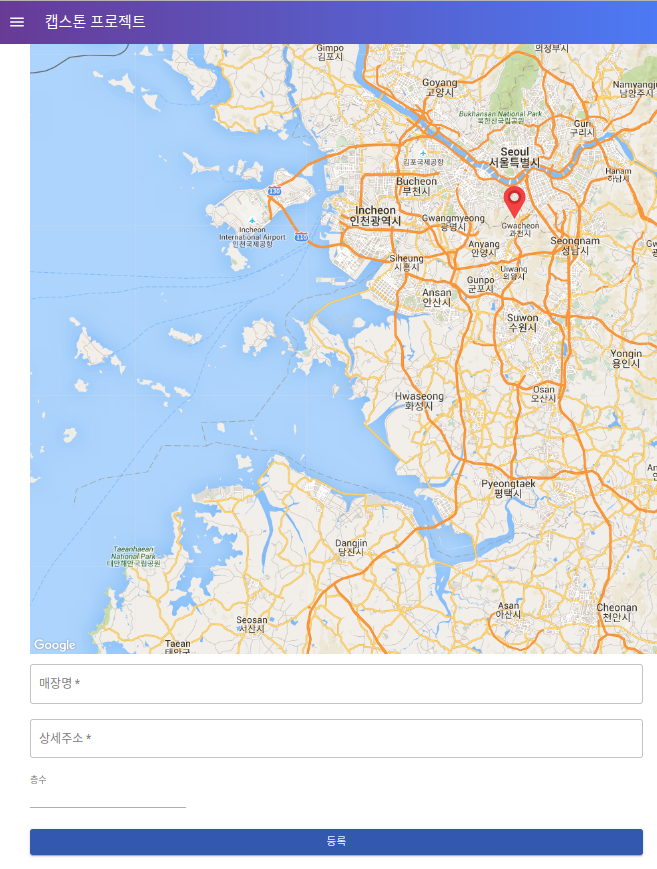 캡스톤 프로젝트
Gimpo
김포시
의정부시
Goyang
고양시
Bukhansan National Park
북한산국립공원
Guri
구리시
김포국제공항
Seoul
서울특별시
Hanam
하남시
Bucheon
부천시
130
Incheon
인천광역시
Gwangmyeong
광명시
Gwacheon
과천시
Incheon
International Airport
인천국제공항
110
Anyang
안양시
Seongnam
성남시
Siheung
시흥시
Uiwang
의왕시
Gunpo
군포시
Ansan
안산시
Suwon
수원시
Yongin
용인시
Hwaseong
화성시
Osan
오산시
Pyeongtaek
평택시
Taeanhaean
National Park
태안해안국립공원
Dangjin
당진시
Seosan
서산시
Asan
아산시
Cheonan
천안시
Taean
Google
매장명 *
상세주소 *
층수
등록